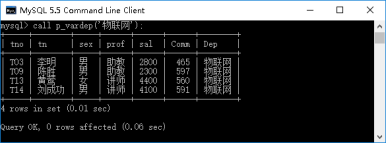 MySQL 5.5 Command Line Client
mysql> call p_vardep('物联网');
| tno | tn | sex | prof | sal | Comm | Dep |
| T03 | 李明 | 男 | 助教 | 2800 | 465 | 物联网 |
| T09 | 陈胜 | 男 | 助教 | 2300 | 597 | 物联网 |
| T13 | 黄莺 | 女 | 讲师 | 4400 | 560 | 物联网 |
| T14 | 刘成功 | 男 | 讲师 | 4100 | 591 | 物联网 |
4 rows in set (0.01 sec)
Query OK, 0 rows affected (0.06 sec)